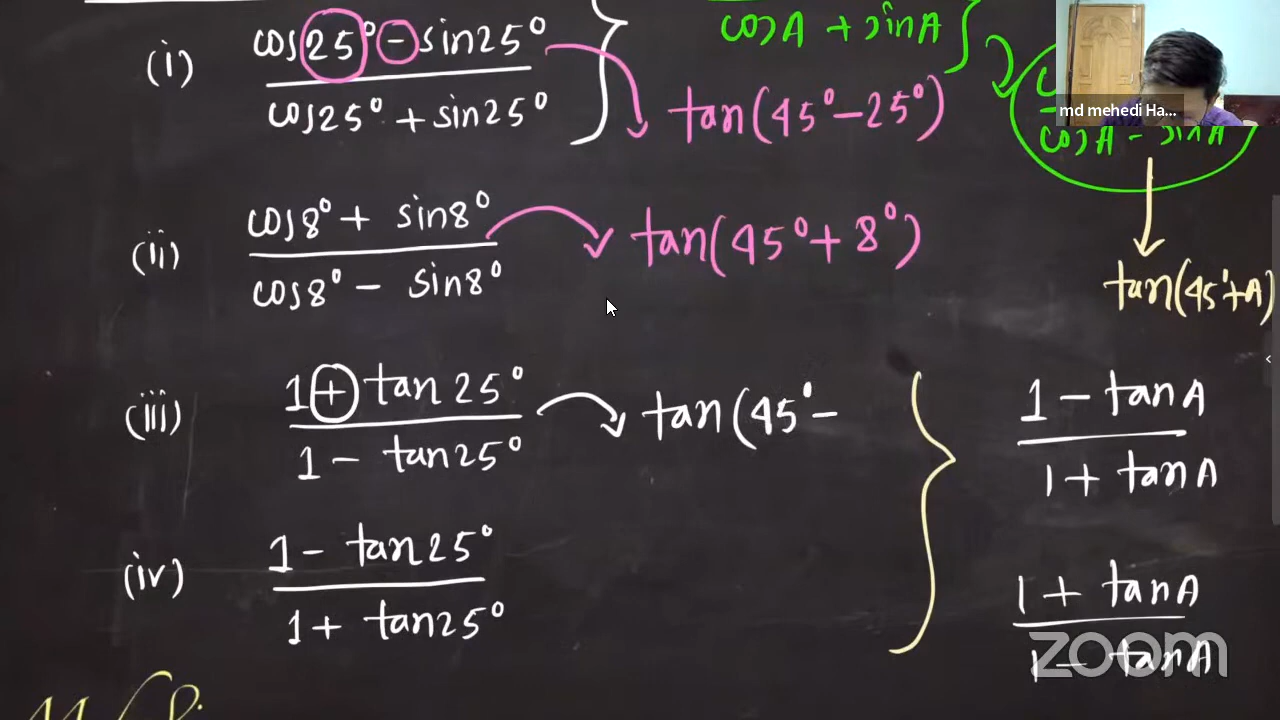 (i) cos25° - sin25° / cos25° + sin25°
tan(45° - 25°)
cosA + sinA
cosA - sinA
tan(45° + A)
md mehedi Ha...
(ii) cos8° + sin8° / cos8° - sin8°
tan(45° + 8°)
(iii) 1 + tan25° / 1 - tan25°
tan(45° -
1 - tanA / 1 + tanA
(iv) 1 - tan25° / 1 + tan25°
1 + tanA / 1 - tanA
zoom